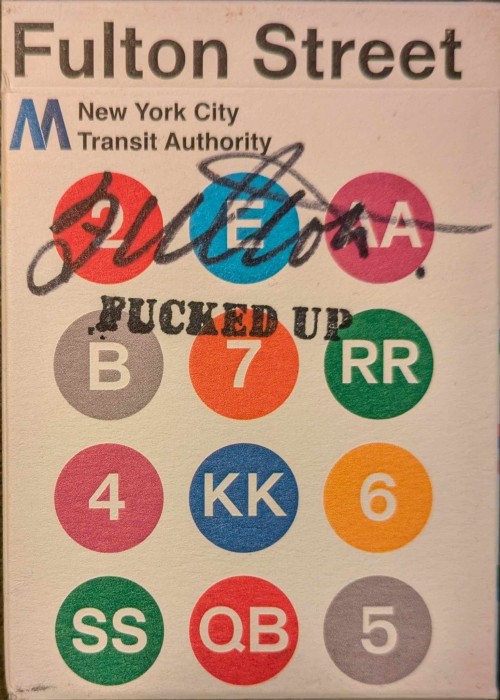 Fulton Street
New York City
Transit Authority
2 E AA
Fulton
FUCKED UP
B 7 RR
4 KK 6
SS QB 5